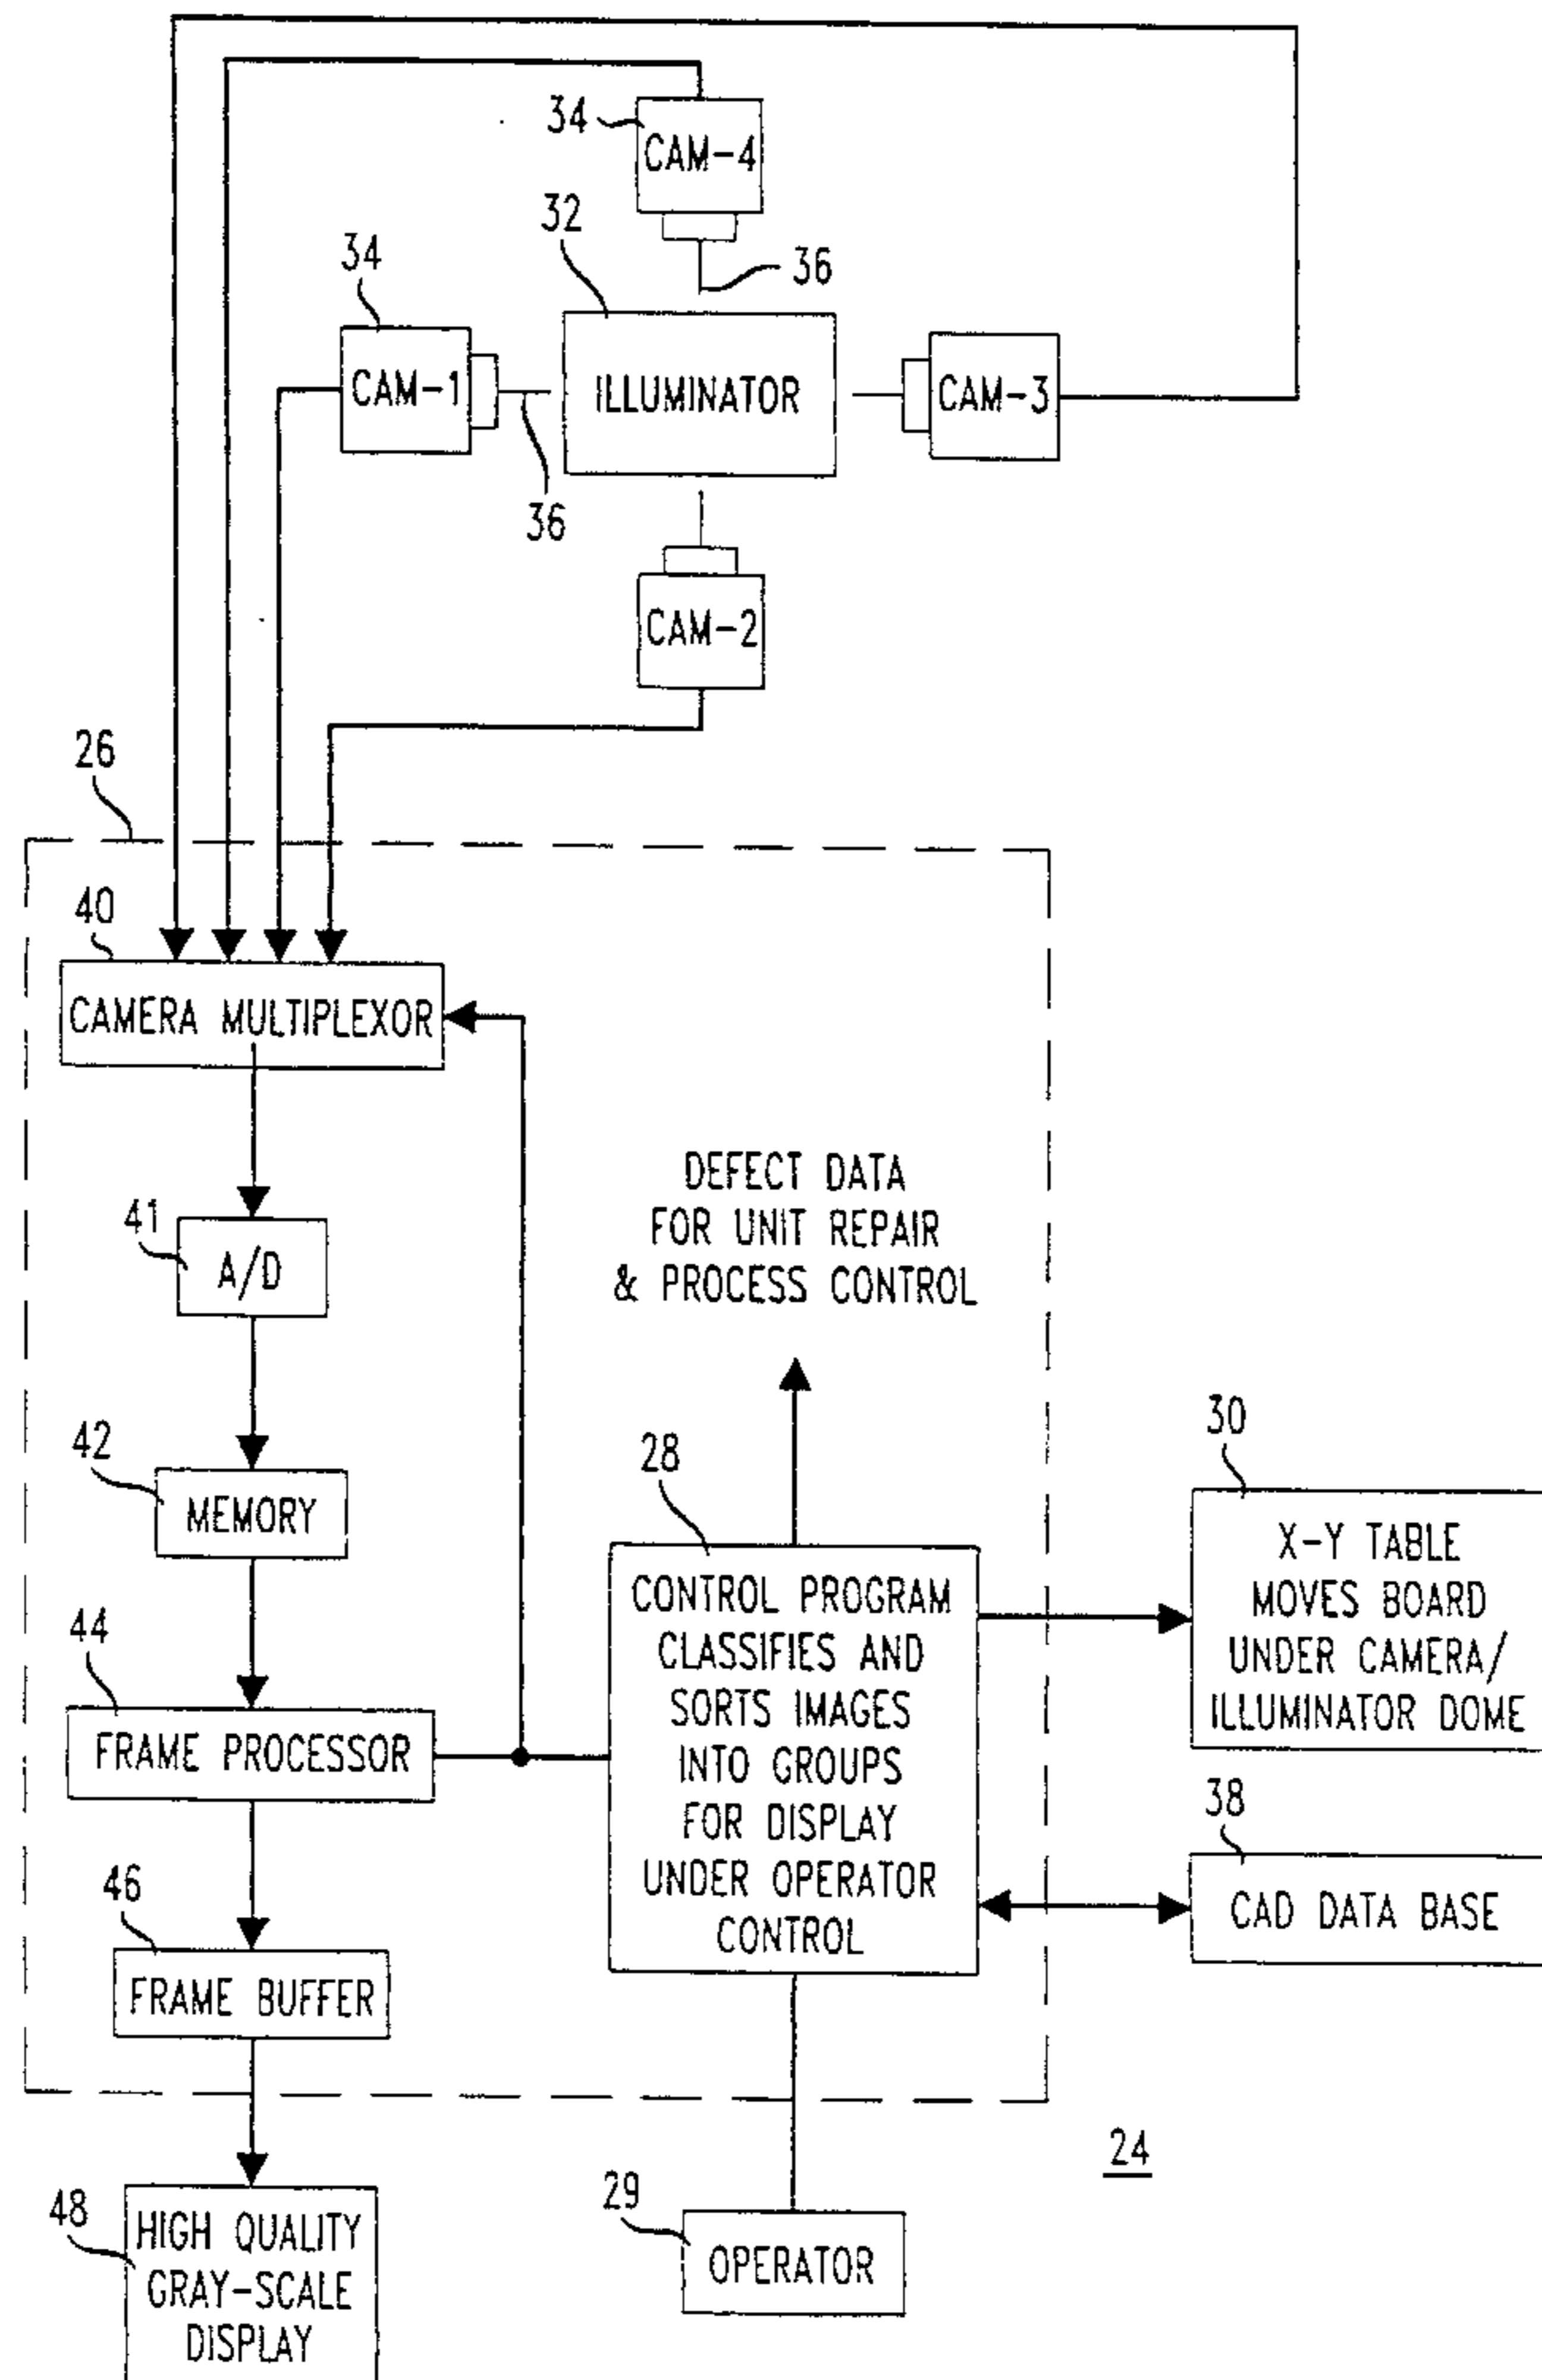 34
CAM-4
32
36
34
CAM-1
ILLUMINATOR
CAM-3
36
CAM-2
26
40
CAMERA MULTIPLEXOR
DEFECT DATA
FOR UNIT REPAIR
& PROCESS CONTROL
41
A/D
42
MEMORY
28
CONTROL PROGRAM
CLASSIFIES AND
SORTS IMAGES
INTO GROUPS
FOR DISPLAY
UNDER OPERATOR
CONTROL
30
X-Y TABLE
MOVES BOARD
UNDER CAMERA/
ILLUMINATOR DOME
44
FRAME PROCESSOR
38
CAD DATA BASE
46
FRAME BUFFER
24
48
HIGH QUALITY
GRAY-SCALE
DISPLAY
29
OPERATOR